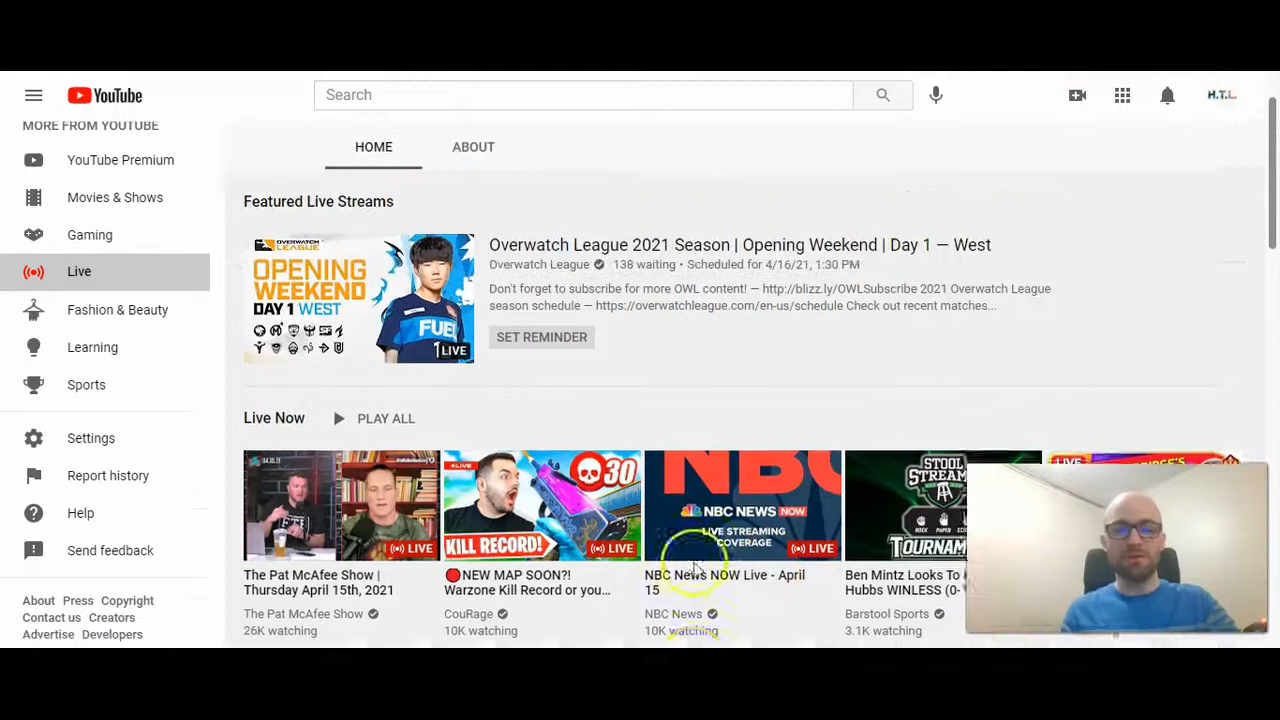 YouTube
Search
H.T.L.
MORE FROM YOUTUBE
YouTube Premium
Movies & Shows
Gaming
Live
Fashion & Beauty
Learning
Sports
Settings
Report history
Help
Send feedback
About Press Copyright
Contact us Creators
Advertise Developers
HOME
ABOUT
Featured Live Streams
OVERWATCH
LEAGUE
OPENING
WEEKEND
DAY 1 WEST
FUEL
LIVE
Overwatch League 2021 Season | Opening Weekend | Day 1 — West
Overwatch League 138 waiting • Scheduled for 4/16/21, 1:30 PM
Don't forget to subscribe for more OWL content! — http://blizz.ly/OWLSubscribe 2021 Overwatch League
season schedule — https://overwatchleague.com/en-us/schedule Check out recent matches...
SET REMINDER
Live Now
PLAY ALL
LIVE
The Pat McAfee Show |
Thursday April 15th, 2021
The Pat McAfee Show
26K watching
LIVE
30
KILL RECORD!
LIVE
NEW MAP SOON?!
Warzone Kill Record or you...
CouRage
10K watching
NBC
NBC NEWS NOW
LIVE STREAMING
COVERAGE
LIVE
NBC News NOW Live - April
15
NBC News
10K watching
STOOL
STREAM
ROCK PAPER
TOURNAM
Ben Mintz Looks To
Hubbs WINLESS (0-
Barstool Sports
3.1K watching
LIVE